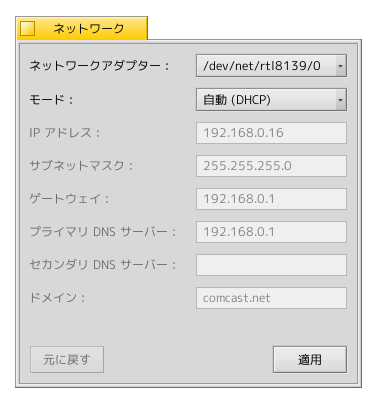 ネットワーク
ネットワークアダプター： /dev/net/rtl8139/0
モード： 自動 (DHCP)
IP アドレス： 192.168.0.16
サブネットマスク： 255.255.255.0
ゲートウェイ： 192.168.0.1
プライマリ DNS サーバー： 192.168.0.1
セカンダリ DNS サーバー：
ドメイン： comcast.net
元に戻す 適用